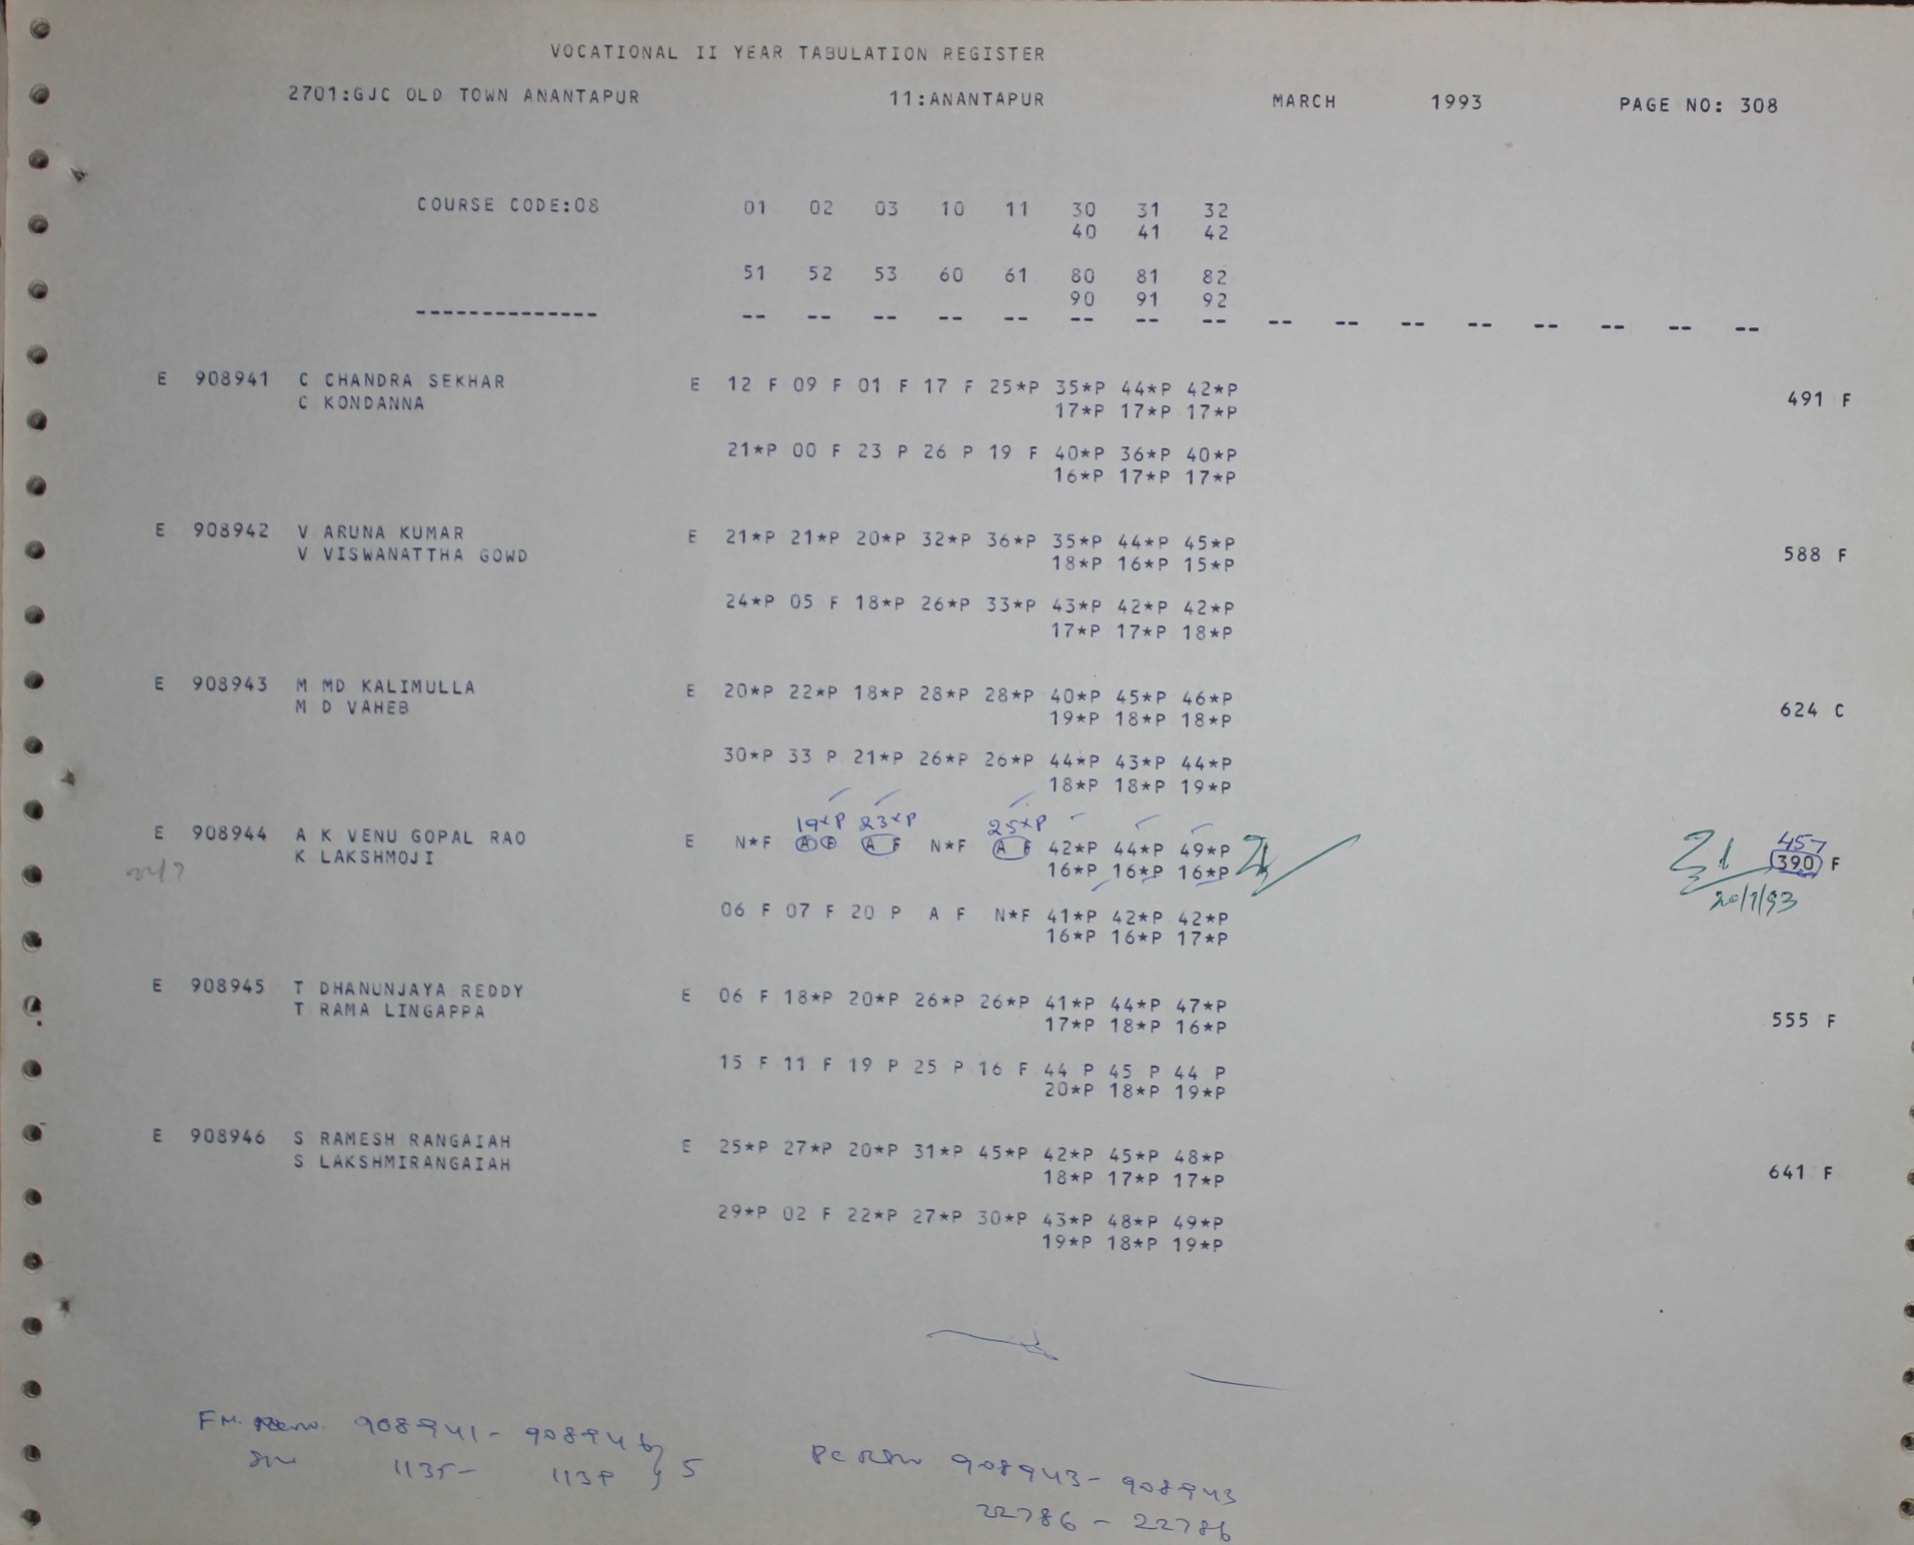 VOCATIONAL II YEAR TABULATION REGISTER
2701:GJC OLD TOWN ANANTAPUR 11:ANANTAPUR MARCH 1993 PAGE NO: 308
COURSE CODE:08 01 02 03 10 11 30 31 32
40 41 42
51 52 53 60 61 80 81 82
90 91 92
-------------- -- -- -- -- -- -- -- -- -- -- -- -- -- -- -- --
E 908941 C CHANDRA SEKHAR E 12 F 09 F 01 F 17 F 25*P 35*P 44*P 42*P
C KONDANNA 17*P 17*P 17*P 491 F
21*P 00 F 23 P 26 P 19 F 40*P 36*P 40*P
16*P 17*P 17*P
E 908942 V ARUNA KUMAR E 21*P 21*P 20*P 32*P 36*P 35*P 44*P 45*P
V VISWANATTHA GOWD 18*P 16*P 15*P 588 F
24*P 05 F 18*P 26*P 33*P 43*P 42*P 42*P
17*P 17*P 18*P
E 908943 M MD KALIMULLA E 20*P 22*P 18*P 28*P 28*P 40*P 45*P 46*P
M D VAHEB 19*P 18*P 18*P 624 C
30*P 33 P 21*P 26*P 26*P 44*P 43*P 44*P
18*P 18*P 19*P
19*P 23*P 25*P
E 908944 A K VENU GOPAL RAO E N*F A F A F N*F A F 42*P 44*P 49*P 457
K LAKSHMOJI 16*P 16*P 16*P 390 F
20/7/93
06 F 07 F 20 P A F N*F 41*P 42*P 42*P
16*P 16*P 17*P
E 908945 T DHANUNJAYA REDDY E 06 F 18*P 20*P 26*P 26*P 41*P 44*P 47*P
T RAMA LINGAPPA 17*P 18*P 16*P 555 F
15 F 11 F 19 P 25 P 16 F 44 P 45 P 44 P
20*P 18*P 19*P
E 908946 S RAMESH RANGAIAH E 25*P 27*P 20*P 31*P 45*P 42*P 45*P 48*P
S LAKSHMIRANGAIAH 18*P 17*P 17*P 641 F
29*P 02 F 22*P 27*P 30*P 43*P 48*P 49*P
19*P 18*P 19*P
908941 - 908946 } 5
1135 -
908943 - 908943
22786 - 22786